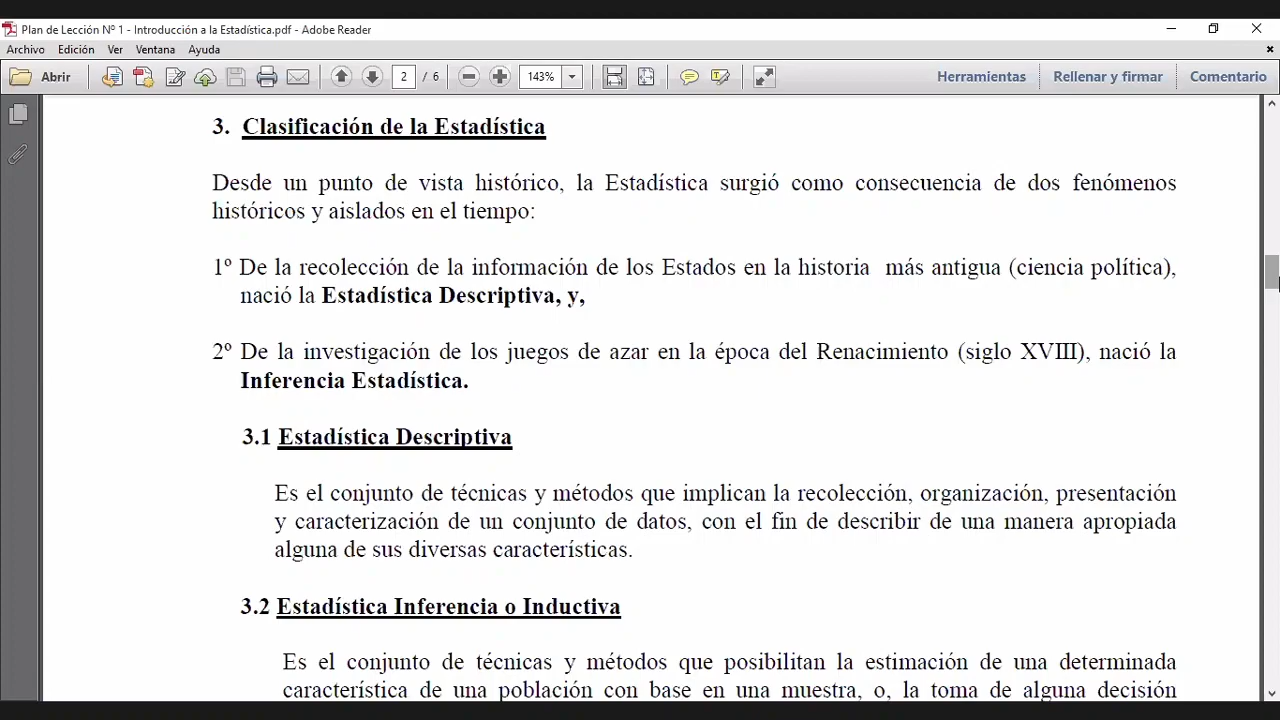 Plan de Lección Nº 1 - Introducción a la Estadística.pdf - Adobe Reader
Archivo Edición Ver Ventana Ayuda
Abrir 2 / 6 143% Herramientas Rellenar y firmar Comentario
3. Clasificación de la Estadística
Desde un punto de vista histórico, la Estadística surgió como consecuencia de dos fenómenos
históricos y aislados en el tiempo:
1º De la recolección de la información de los Estados en la historia más antigua (ciencia política),
nació la Estadística Descriptiva, y,
2º De la investigación de los juegos de azar en la época del Renacimiento (siglo XVIII), nació la
Inferencia Estadística.
3.1 Estadística Descriptiva
Es el conjunto de técnicas y métodos que implican la recolección, organización, presentación
y caracterización de un conjunto de datos, con el fin de describir de una manera apropiada
alguna de sus diversas características.
3.2 Estadística Inferencia o Inductiva
Es el conjunto de técnicas y métodos que posibilitan la estimación de una determinada
característica de una población con base en una muestra, o, la toma de alguna decisión